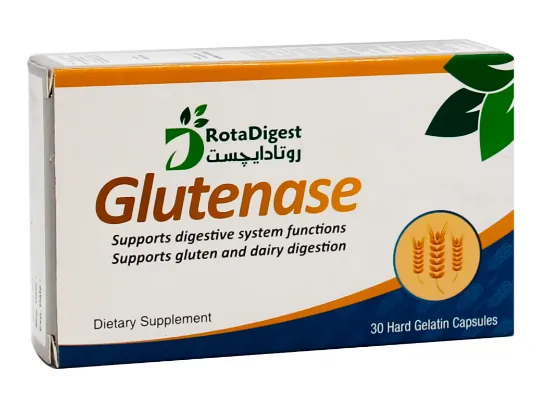 RotaDigest
روتادایجست
Glutenase
Supports digestive system functions
Supports gluten and dairy digestion
Dietary Supplement
30 Hard Gelatin Capsules